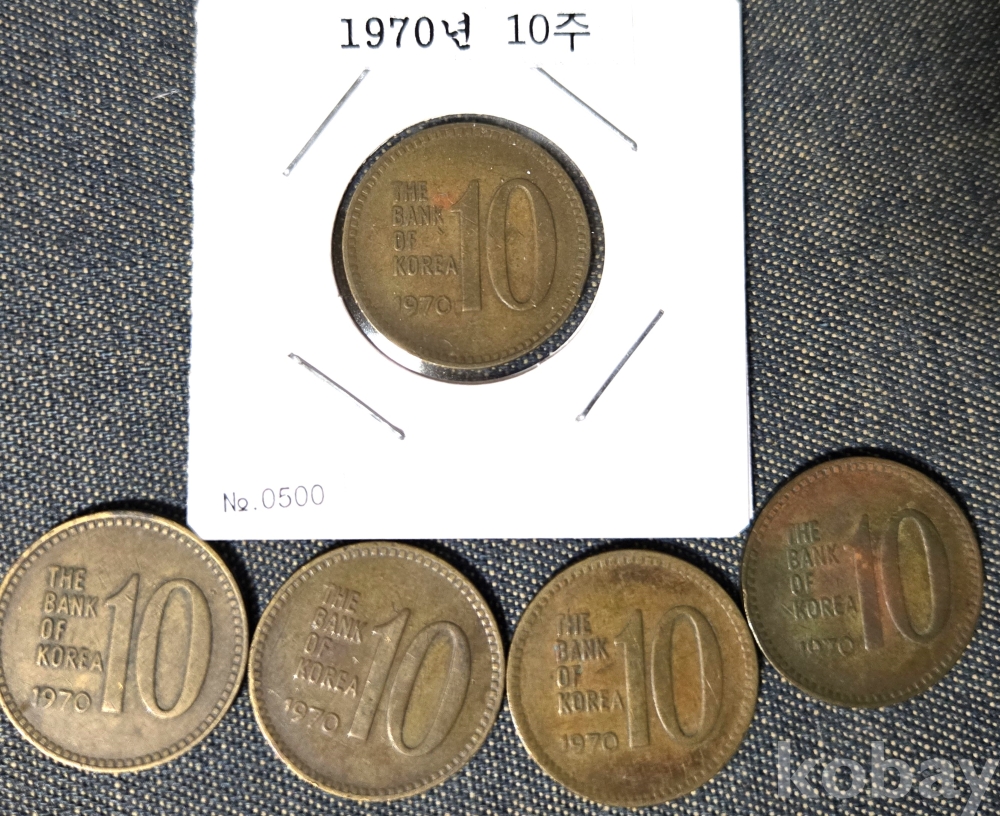 1970년 10주
THE
BANK
OF
KOREA
1970
10
№.0500
THE
BANK
OF
KOREA
1970
10
THE
BANK
OF
KOREA
1970
10
THE
BANK
OF
KOREA
1970
10
THE
BANK
OF
KOREA
1970
10
kobay